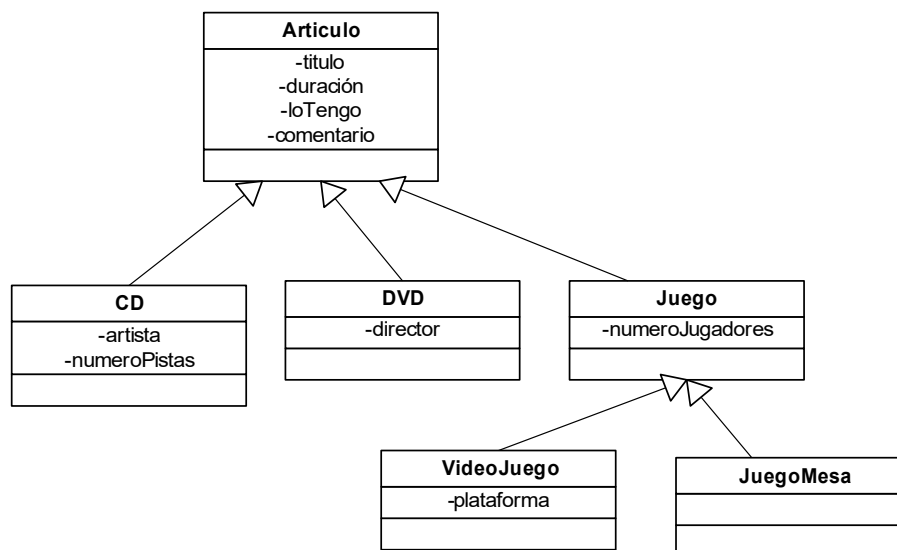 Articulo
-titulo
-duración
-loTengo
-comentario
CD
-artista
-numeroPistas
DVD
-director
Juego
-numeroJugadores
VideoJuego
-plataforma
JuegoMesa